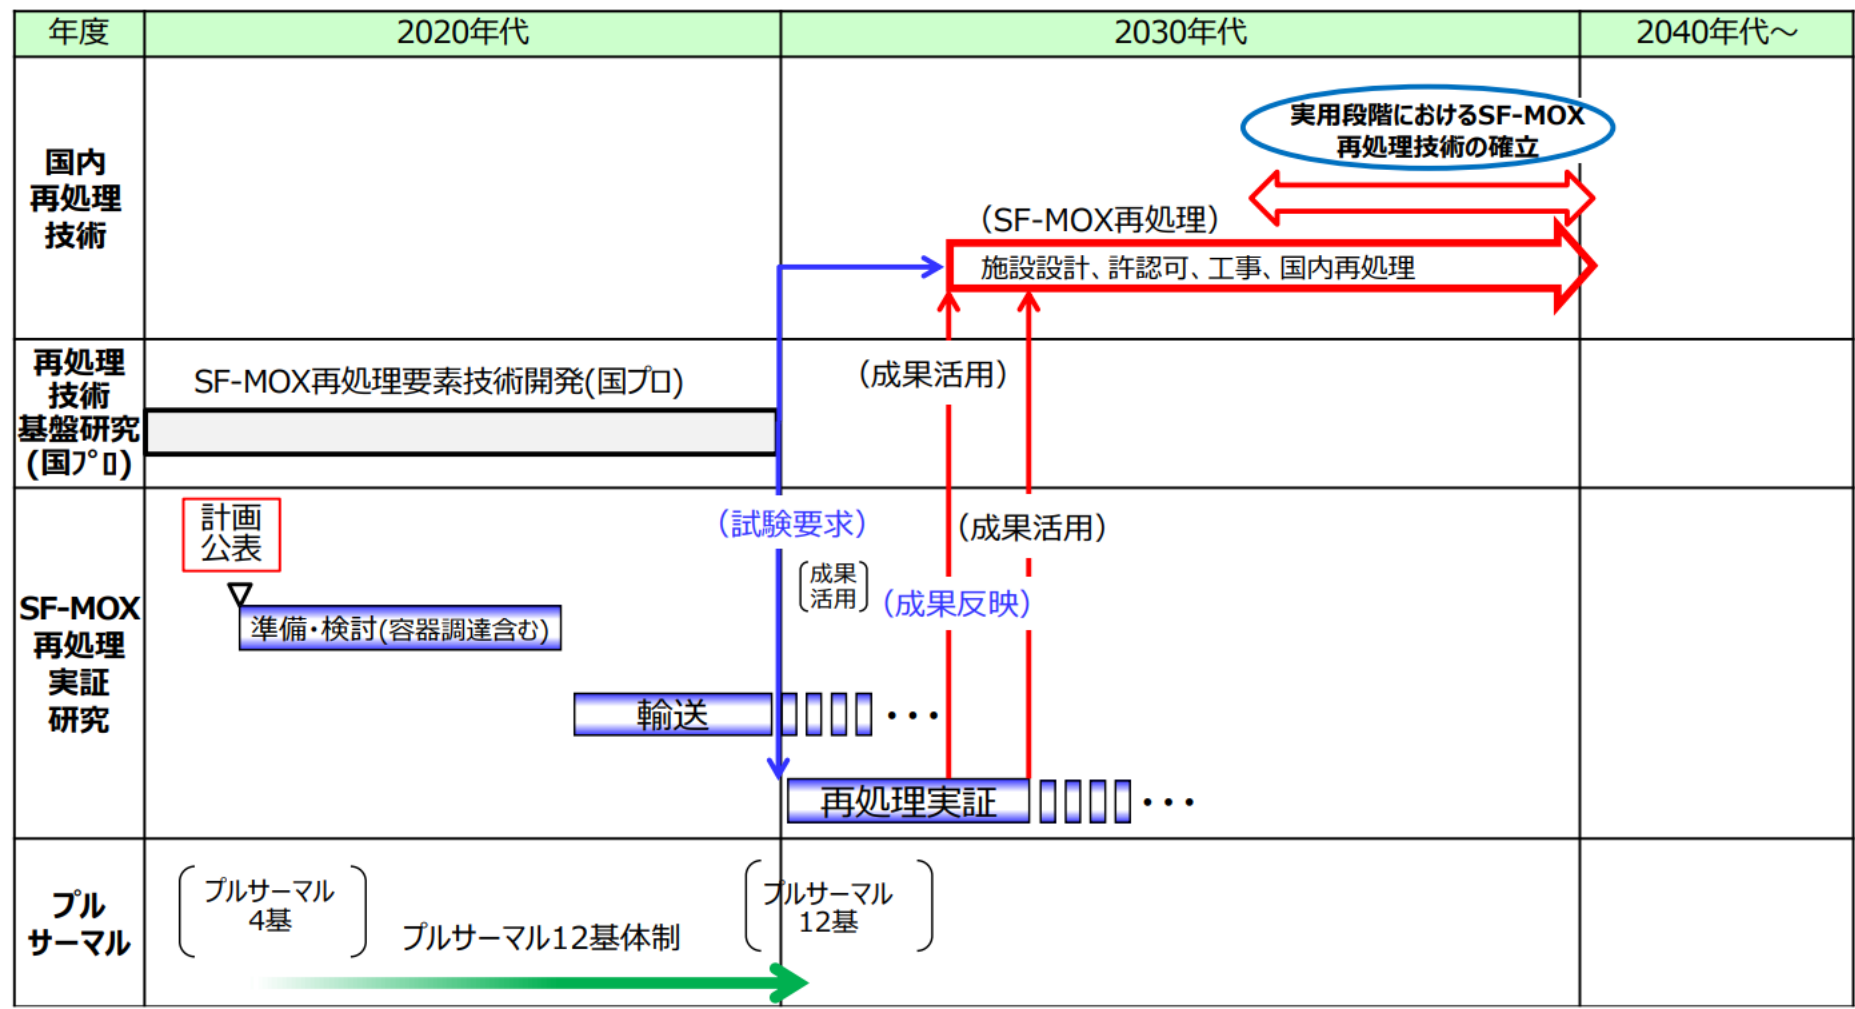 年度
2020年代
2030年代
2040年代～
国内
再処理
技術
実用段階におけるSF-MOX
再処理技術の確立
（SF-MOX再処理）
施設設計、許認可、工事、国内再処理
再処理
技術
基盤研究
(国ﾌﾟﾛ)
SF-MOX再処理要素技術開発(国プロ)
（成果活用）
SF-MOX
再処理
実証
研究
計画
公表
準備・検討(容器調達含む)
（試験要求）
（成果活用）
成果
活用
（成果反映）
輸送
・・・
再処理実証
・・・
プル
サーマル
プルサーマル
4基
プルサーマル12基体制
プルサーマル
12基